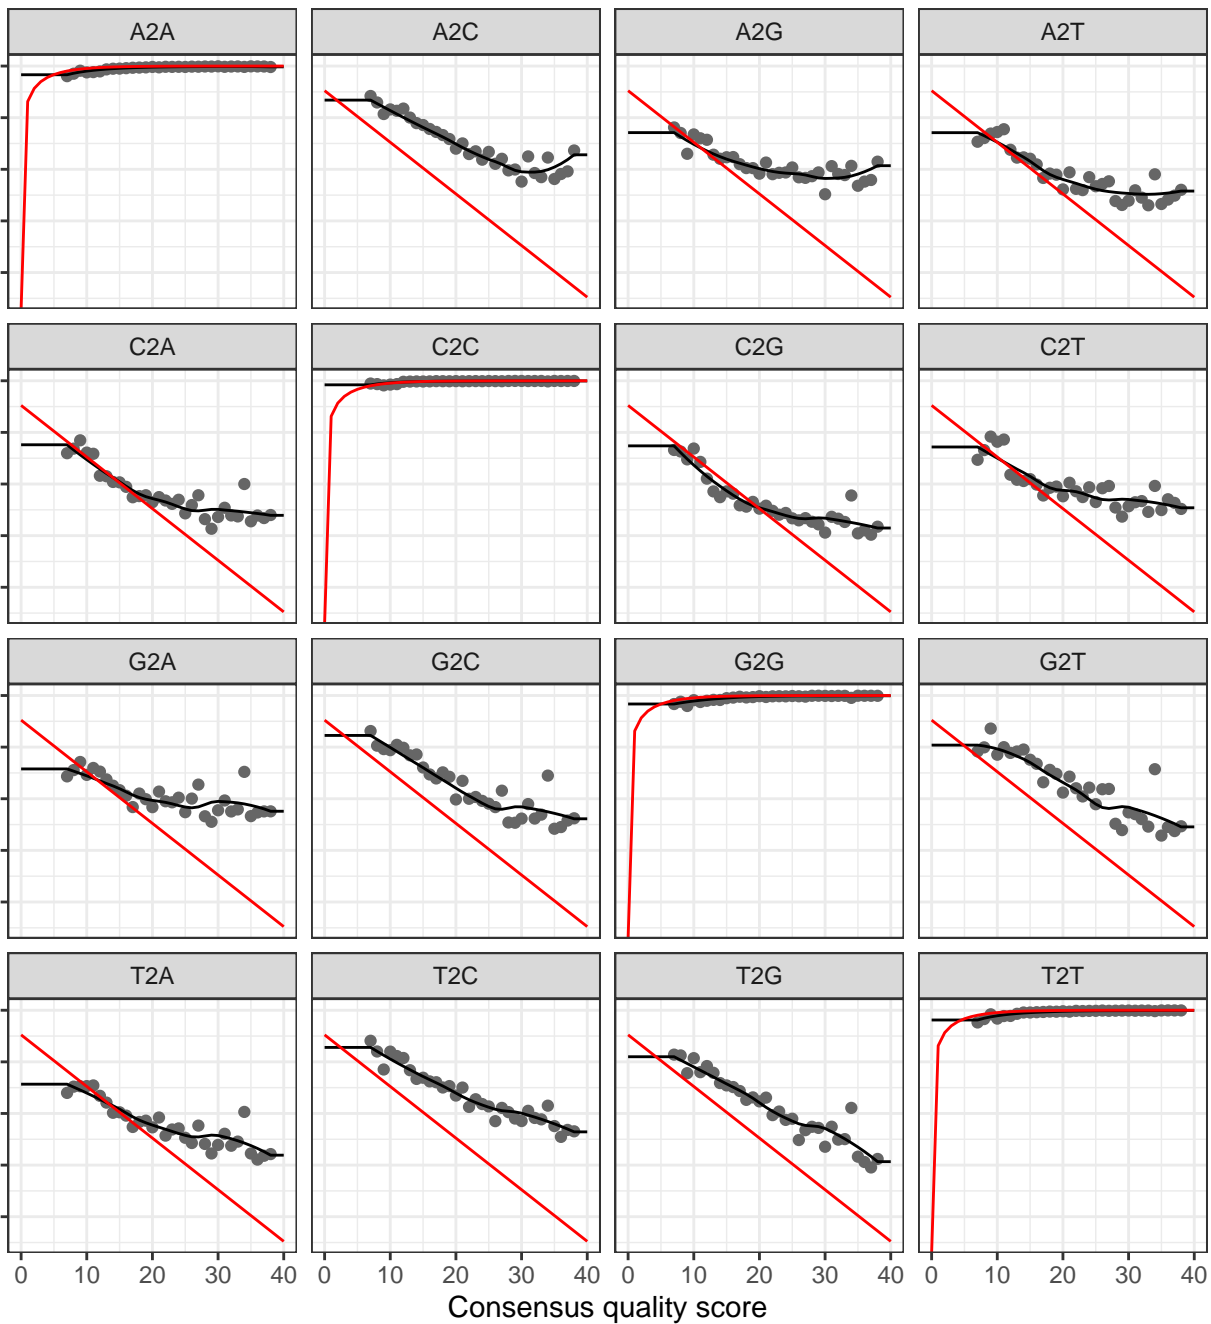 A2A A2C A2G A2T
C2A C2C C2G C2T
G2A G2C G2G G2T
T2A T2C T2G T2T
0 10 20 30 40 0 10 20 30 40 0 10 20 30 40 0 10 20 30 40
Consensus quality score